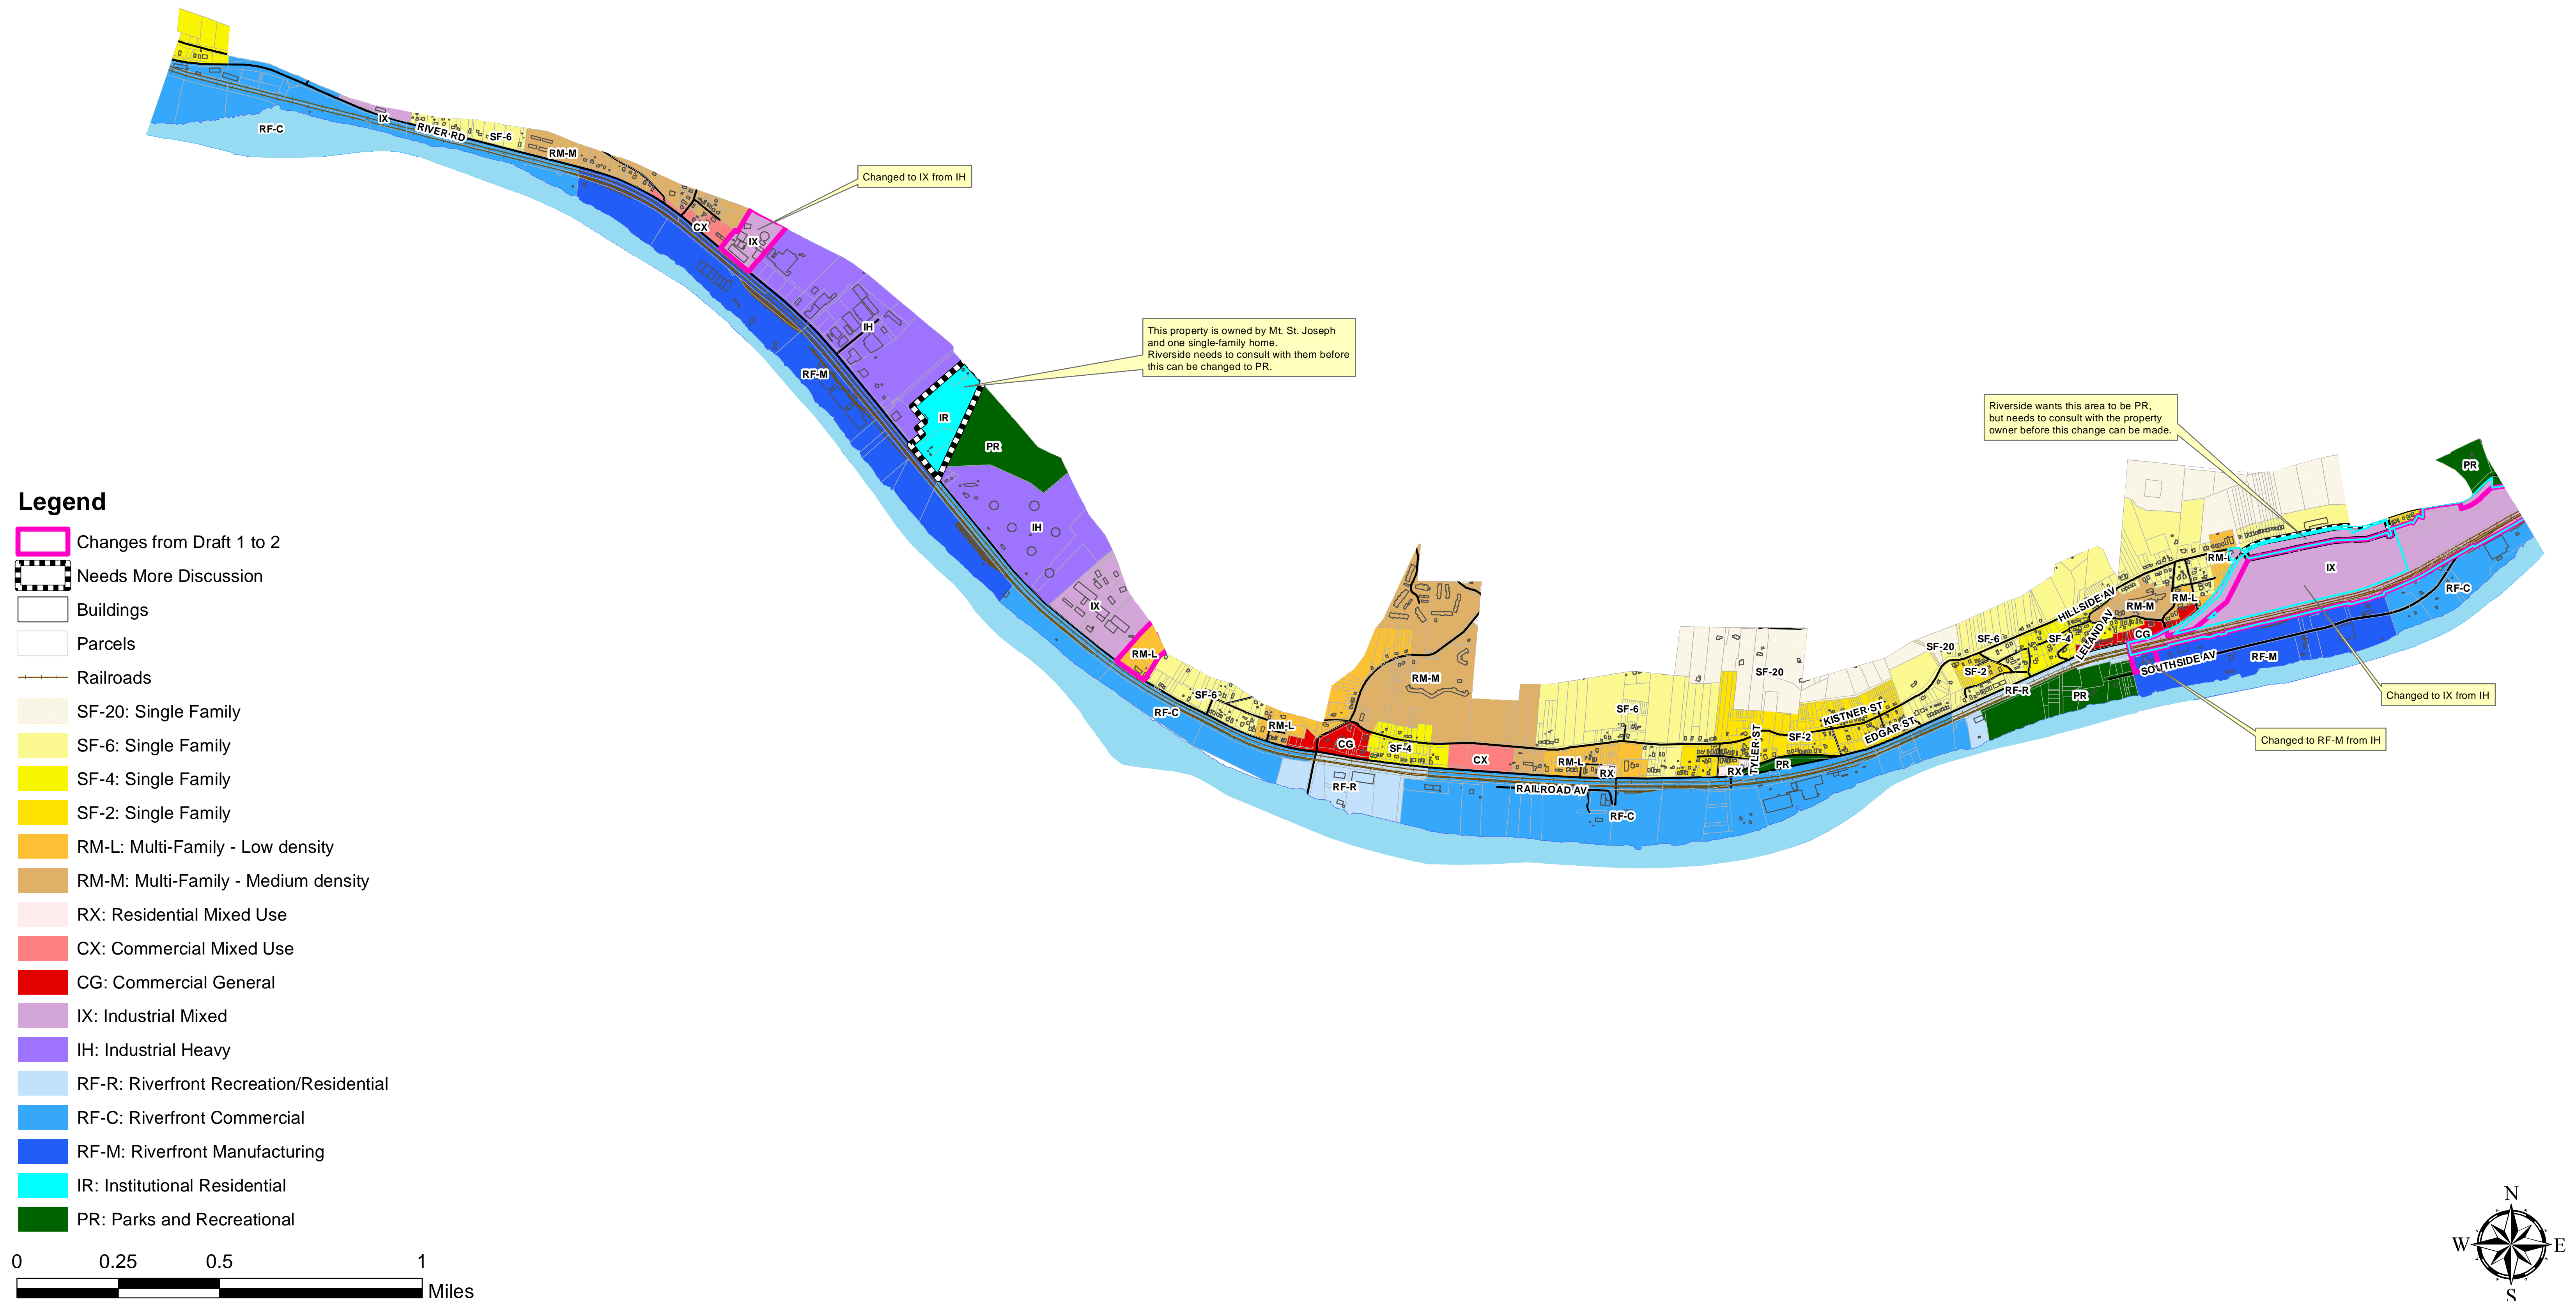 RF-C
IX
RIVER RD
SF-6
RM-M
Changed to IX from IH
CX
IX
IH
This property is owned by Mt. St. Joseph
and one single-family home.
Riverside needs to consult with them before
this can be changed to PR.
RF-M
IR
PR
IH
IX
RM-L
SF-6
RF-C
RM-L
CG
RF-R
RM-M
SF-4
CX
RM-L
RX
RAILROAD AV
RF-C
SF-6
SF-20
TYLER ST
RX
PR
SF-2
KISTNER ST
EDGAR ST
SF-20
SF-6
SF-2
RF-R
SF-4
HILLSIDE AV
LELAND AV
RM-M
RM-L
RM-L
CG
PR
SOUTHSIDE AV
RF-M
IX
RF-C
PR
Riverside wants this area to be PR,
but needs to consult with the property
owner before this change can be made.
Changed to IX from IH
Changed to RF-M from IH
Legend
Changes from Draft 1 to 2
Needs More Discussion
Buildings
Parcels
Railroads
SF-20: Single Family
SF-6: Single Family
SF-4: Single Family
SF-2: Single Family
RM-L: Multi-Family - Low density
RM-M: Multi-Family - Medium density
RX: Residential Mixed Use
CX: Commercial Mixed Use
CG: Commercial General
IX: Industrial Mixed
IH: Industrial Heavy
RF-R: Riverfront Recreation/Residential
RF-C: Riverfront Commercial
RF-M: Riverfront Manufacturing
IR: Institutional Residential
PR: Parks and Recreational
0 0.25 0.5 1
Miles
N
W E
S